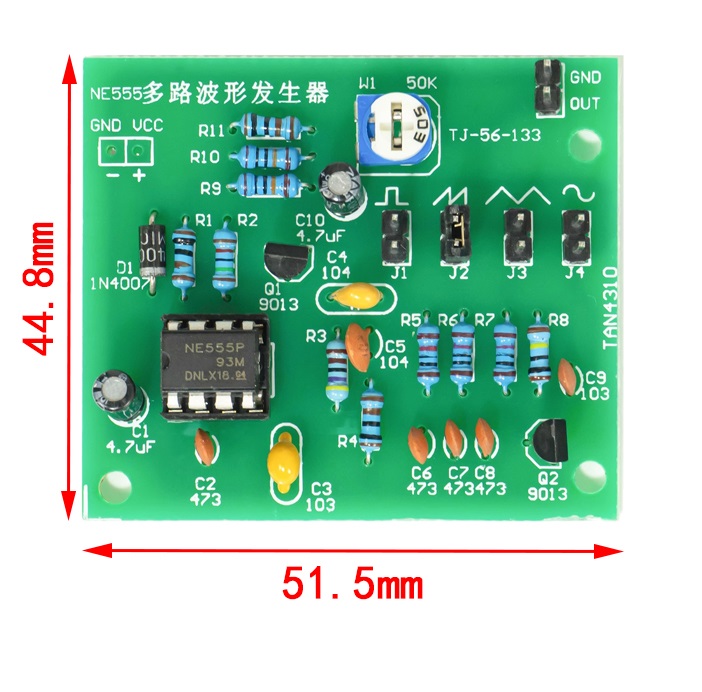 NE555多路波形发生器
W1 50K
503
GND
OUT
TJ-56-133
GND VCC
- +
R11
R10
R9
R1 R2
C10
4.7uF
C4
104
J1 J2 J3 J4
D1
1N4007
Q1
9013
TAN4310
NE555P
93M
R3
C5
104
R5 R6 R7 R8
C9
103
R4
C1
4.7uF
C2
473
C3
103
C6 C7 C8
473 473 473
Q2
9013
44.8mm
51.5mm